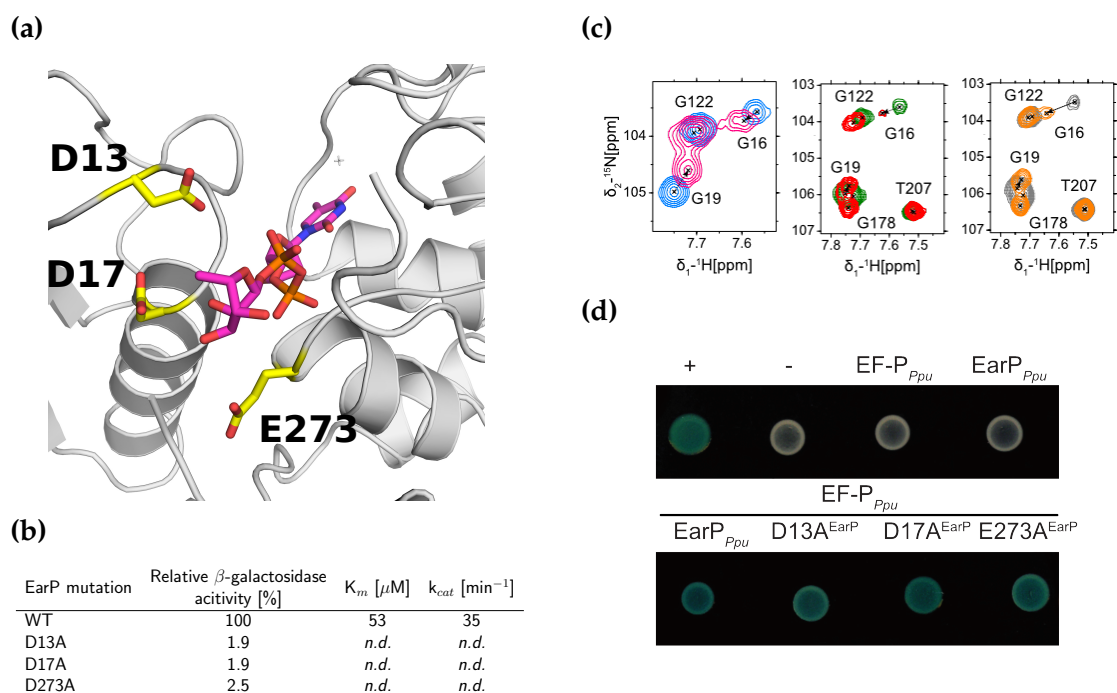 (a)
D13
D17
E273
(b)
EarP mutation Relative β-galactosidase acitivity [%] Kₘ [μM] k_cat [min⁻¹]
WT 100 53 35
D13A 1.9 n.d. n.d.
D17A 1.9 n.d. n.d.
D273A 2.5 n.d. n.d.
(c)
G122
G16
G19
104
105
7.7 7.6
δ₂-¹⁵N[ppm]
δ₁-¹H[ppm]
103
104
105
106
107
G122
G16
G19
T207
G178
7.8 7.7 7.6 7.5
δ₁-¹H[ppm]
103
104
105
106
107
G122
G16
G19
T207
G178
7.8 7.7 7.6 7.5
δ₁-¹H[ppm]
(d)
+ - EF-P_Ppu EarP_Ppu
EF-P_Ppu
EarP_Ppu D13A^EarP D17A^EarP E273A^EarP